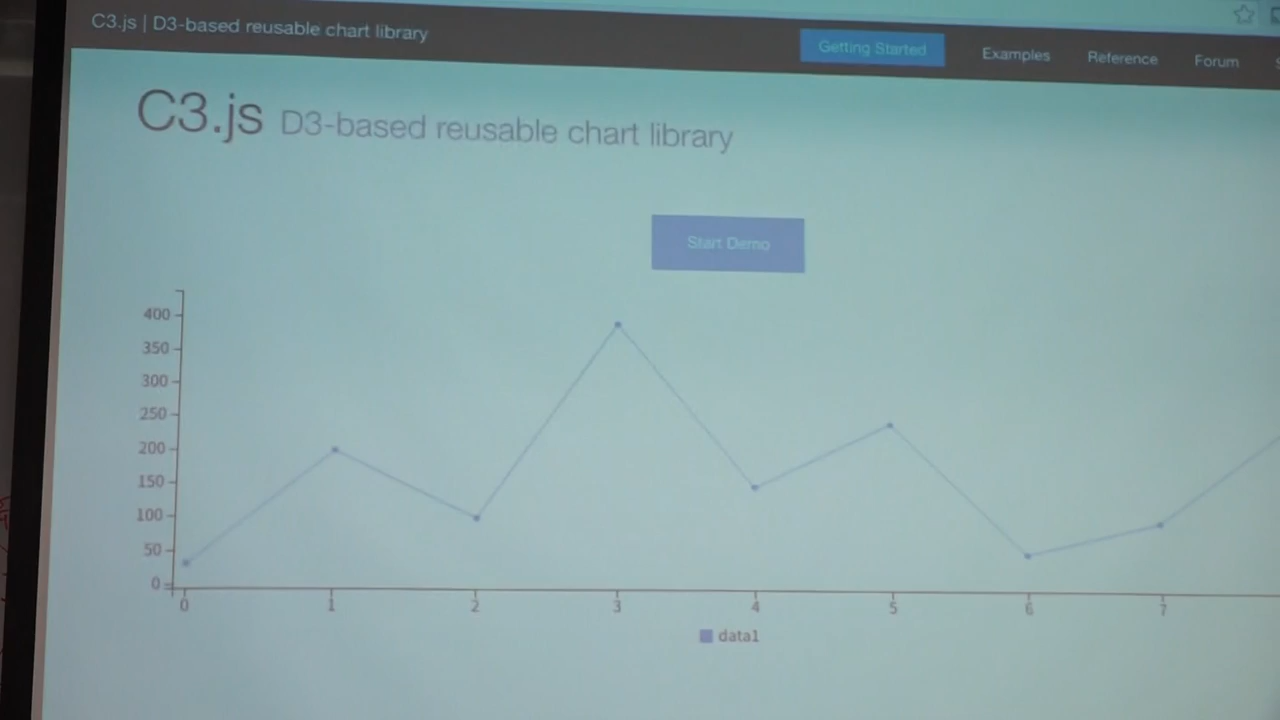 C3.js | D3-based reusable chart library
Getting Started
Examples
Reference
Forum
C3.js D3-based reusable chart library
Start Demo
400
350
300
250
200
150
100
50
0
0 1 2 3 4 5 6 7
data1